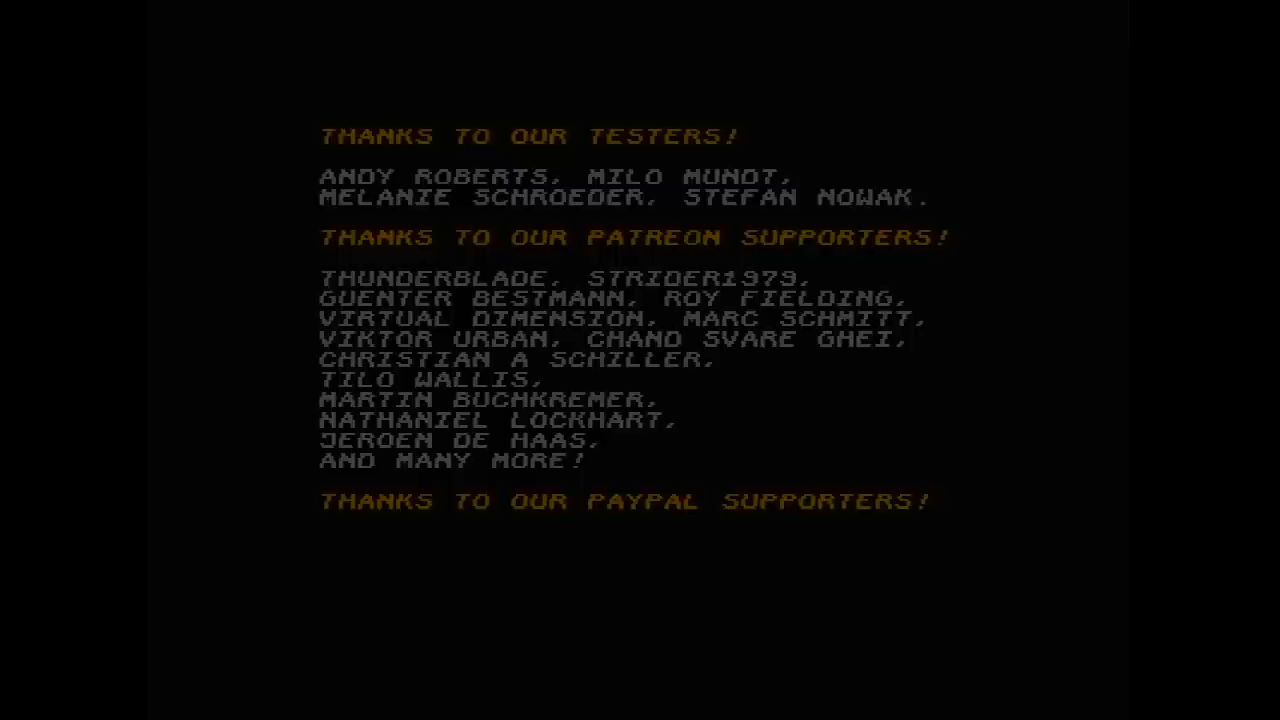 THANKS TO OUR TESTERS!
ANDY ROBERTS, MILO MUNDT,
MELANIE SCHROEDER, STEFAN NOWAK.
THANKS TO OUR PATREON SUPPORTERS!
THUNDERBLADE, STRIDER1979,
GUENTER BESTMANN, ROY FIELDING,
VIRTUAL DIMENSION, MARC SCHMITT,
VIKTOR URBAN, CHAND SVARE GHEI,
CHRISTIAN A SCHILLER,
TILO WALLIS,
MARTIN BUCHKREMER,
NATHANIEL LOCKHART,
JEROEN DE HAAS,
AND MANY MORE!
THANKS TO OUR PAYPAL SUPPORTERS!